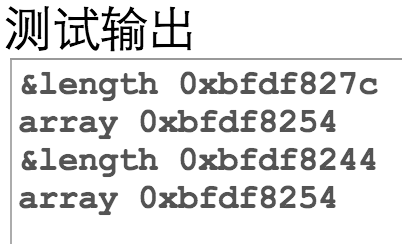 测试输出
&length 0xbfdf827c
array 0xbfdf8254
&length 0xbfdf8244
array 0xbfdf8254